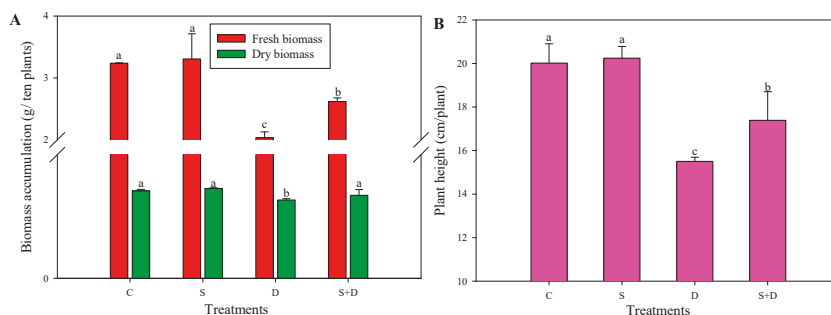 A
Biomass accumulation (g/ ten plants)
4
3
2
0
Fresh biomass
Dry biomass
a
a
c
b
a
a
b
a
C
S
D
S+D
Treatments
B
Plant height (cm/plant)
22
20
18
16
14
12
10
a
a
c
b
C
S
D
S+D
Treatments